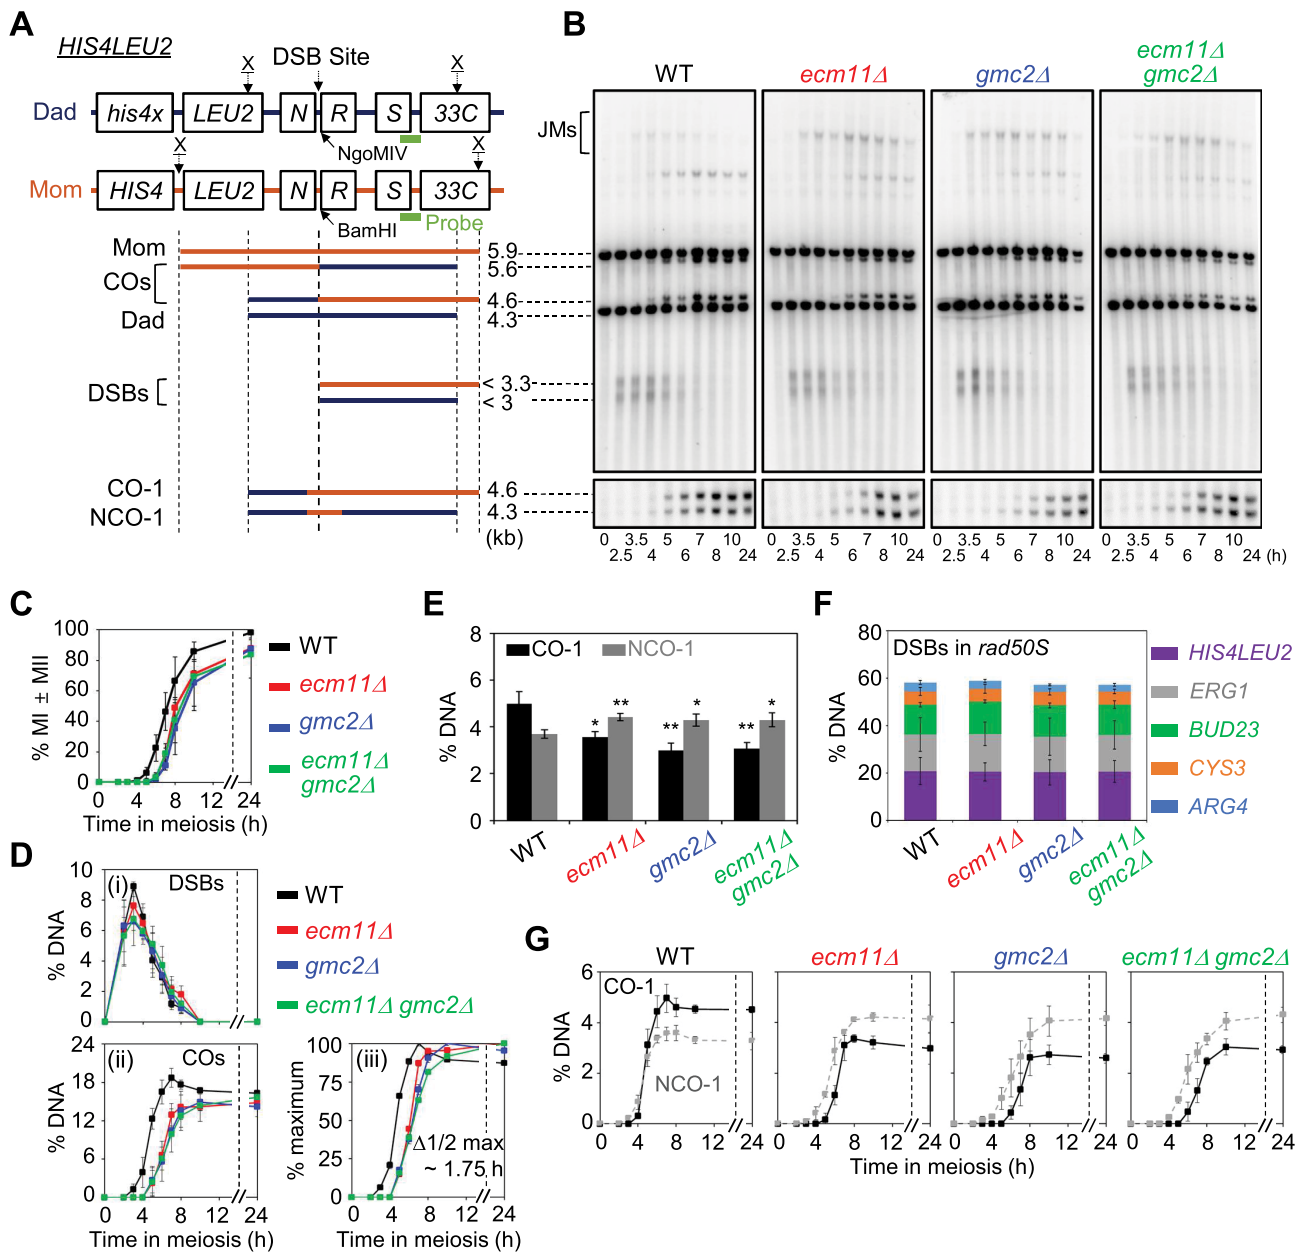 A
HIS4LEU2
DSB Site
X
X
Dad
his4x
LEU2
N
R
S
33C
NgoMIV
X
X
Mom
HIS4
LEU2
N
R
S
33C
BamHI
Probe
Mom
5.9
COs
5.6
4.6
Dad
4.3
DSBs
< 3.3
< 3
CO-1
4.6
NCO-1
4.3
(kb)
B
WT
ecm11Δ
gmc2Δ
ecm11Δ
gmc2Δ
JMs
0 3.5 5 7 10
2.5 4 6 8 24
0 3.5 5 7 10
2.5 4 6 8 24
0 3.5 5 7 10
2.5 4 6 8 24
0 3.5 5 7 10
2.5 4 6 8 24 (h)
C
% MI ± MII
100
80
60
40
20
0
0 4 8 12 24
Time in meiosis (h)
WT
ecm11Δ
gmc2Δ
ecm11Δ
gmc2Δ
D
(i)
DSBs
% DNA
10
8
6
4
2
0
0 4 8 24
WT
ecm11Δ
gmc2Δ
ecm11Δ gmc2Δ
(ii)
COs
% DNA
24
18
12
6
0
0 4 8 24
Time in meiosis (h)
(iii)
% maximum
100
75
50
25
0
Δ1/2 max
~ 1.75 h
0 4 8 12 24
Time in meiosis (h)
E
% DNA
8
6
4
2
0
CO-1
NCO-1
*
**
**
*
**
*
WT
ecm11Δ
gmc2Δ
ecm11Δ
gmc2Δ
F
% DNA
80
60
40
20
0
DSBs in rad50S
HIS4LEU2
ERG1
BUD23
CYS3
ARG4
WT
ecm11Δ
gmc2Δ
ecm11Δ
gmc2Δ
G
WT
ecm11Δ
gmc2Δ
ecm11Δ gmc2Δ
% DNA
6
4
2
0
CO-1
NCO-1
0 4 8 12 24
0 4 8 12 24
0 4 8 12 24
0 4 8 12 24
Time in meiosis (h)